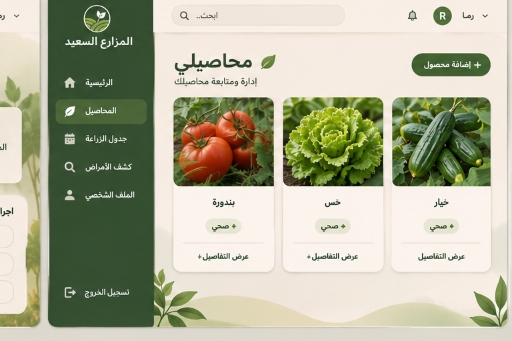 المزارع السعيد
الرئيسية
المحاصيل
جدول الزراعة
كشف الأمراض
الملف الشخصي
تسجيل الخروج
ابحث..
R
رما
رما
محاصيلي
إدارة ومتابعة محاصيلك
+ إضافة محصول
بندورة
صحي
عرض التفاصيل+
خس
+ صحي
عرض التفاصيل+
خيار
+ صحي
عرض التفاصيل